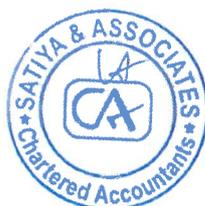 SATIYA & ASSOCIATES
CA
★ Chartered Accountants ★